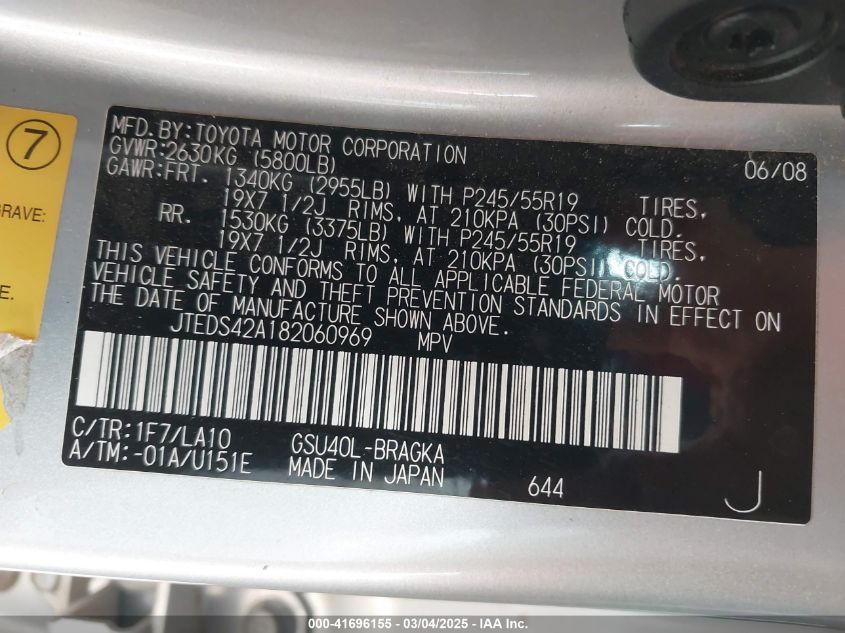 7
GRAVE:
E.
MFD.BY:TOYOTA MOTOR CORPORATION 06/08
GVWR:2630KG (5800LB)
GAWR:FRT. 1340KG (2955LB) WITH P245/55R19 TIRES,
19X7 1/2J RIMS, AT 210KPA (30PSI) COLD.
RR. 1530KG (3375LB) WITH P245/55R19 TIRES,
19X7 1/2J RIMS, AT 210KPA (30PSI) COLD.
THIS VEHICLE CONFORMS TO ALL APPLICABLE FEDERAL MOTOR
VEHICLE SAFETY AND THEFT PREVENTION STANDARDS IN EFFECT ON
THE DATE OF MANUFACTURE SHOWN ABOVE.
JTEDS42A182060969 MPV
C/TR:1F7/LA10 GSU40L-BRAGKA
A/TM:-01A/U151E MADE IN JAPAN 644 J
000-41696155 - 03/04/2025 - IAA, Inc.